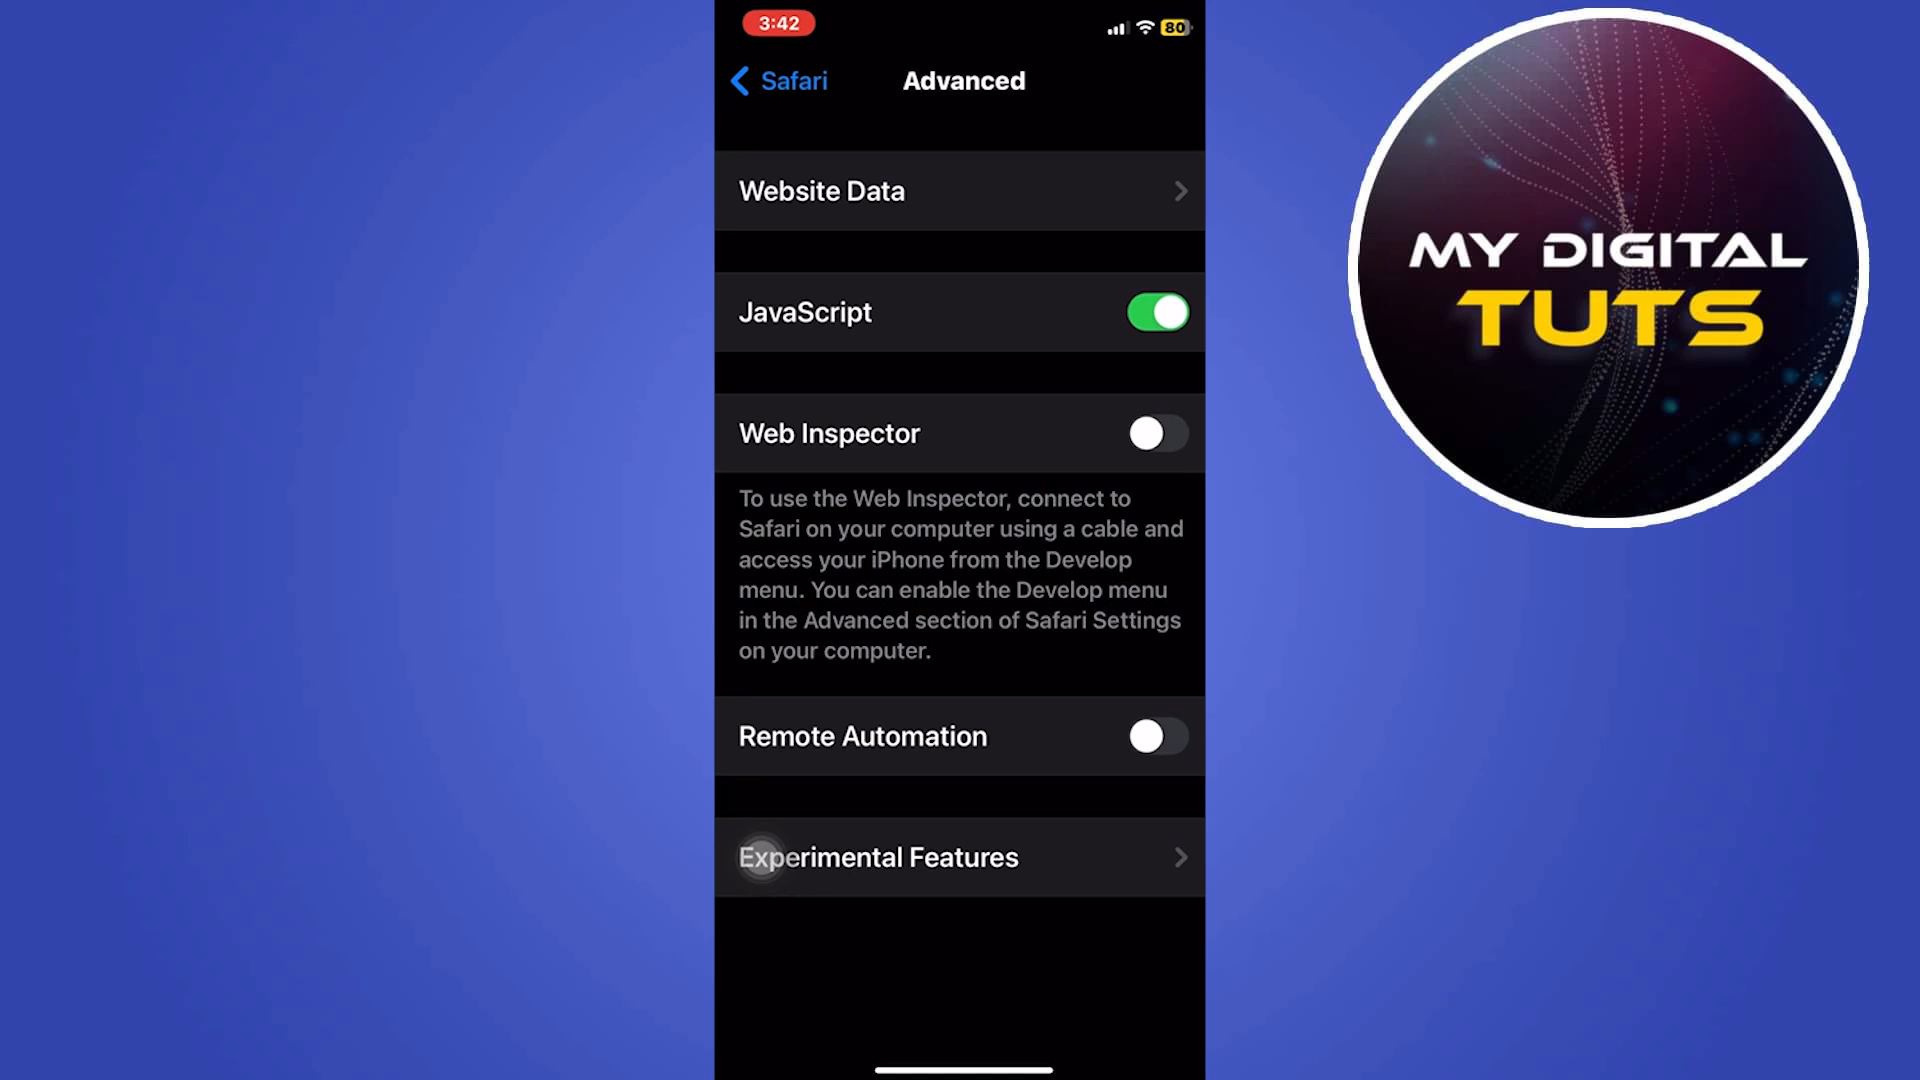 3:42
80
Safari
Advanced
Website Data
JavaScript
Web Inspector
To use the Web Inspector, connect to
Safari on your computer using a cable and
access your iPhone from the Develop
menu. You can enable the Develop menu
in the Advanced section of Safari Settings
on your computer.
Remote Automation
Experimental Features
MY DIGITAL
TUTS